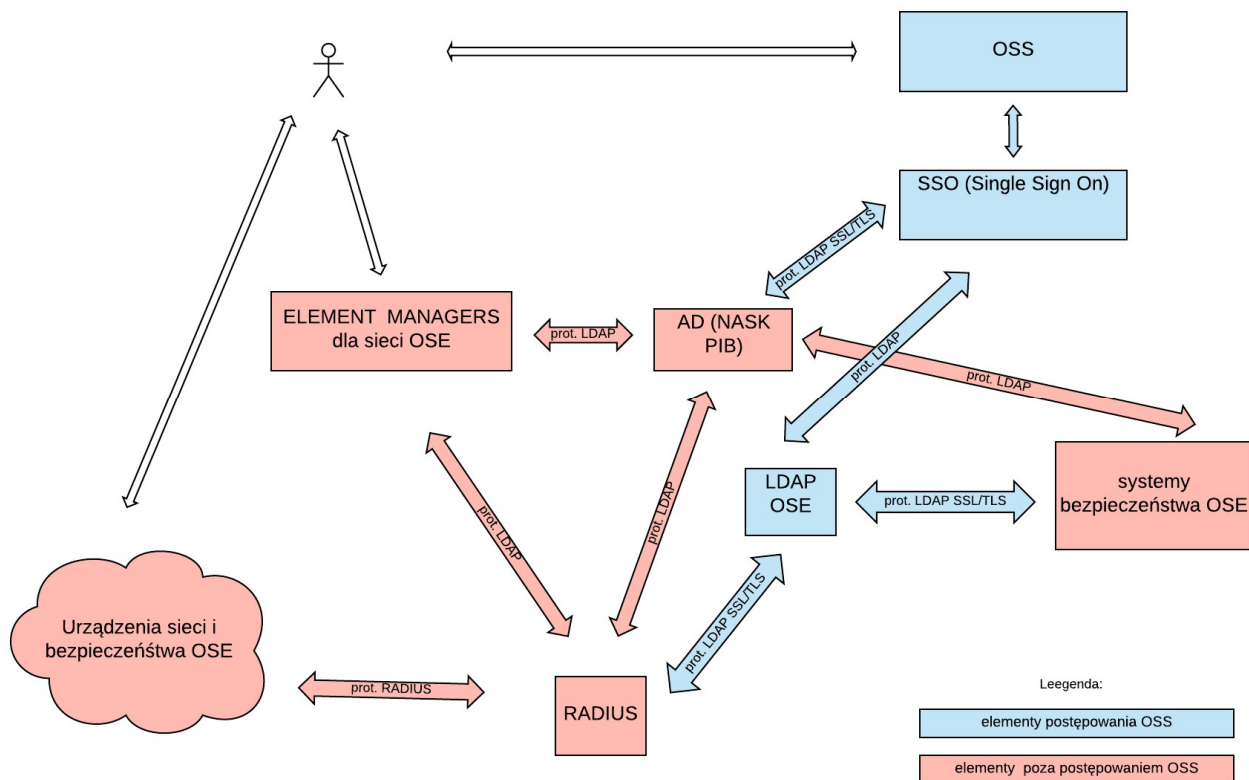 OSS
SSO (Single Sign On)
prot. LDAP SSL/TLS
ELEMENT MANAGERS
dla sieci OSE
prot. LDAP
AD (NASK
PIB)
prot. LDAP
prot. LDAP
systemy
bezpieczeństwa OSE
LDAP
OSE
prot. LDAP SSL/TLS
prot. LDAP
prot. LDAP
prot. LDAP SSL/TLS
Urządzenia sieci i
bezpieczeńśtwa OSE
prot. RADIUS
RADIUS
Leegenda:
elementy postępowania OSS
elementy poza postępowaniem OSS